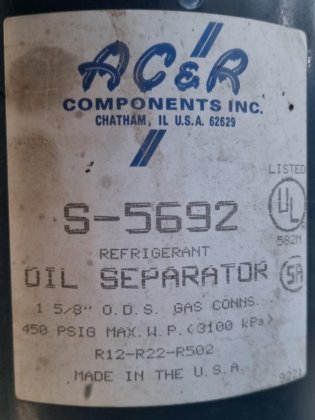 AC&R
COMPONENTS INC.
CHATHAM, IL U.S.A. 62629
LISTED
UL
582M
S-5692
REFRIGERANT
OIL SEPARATOR
SA
1 5/8" O.D.S. GAS CONNS.
450 PSIG MAX.W.P.(3100 kPa)
R12-R22-R502
MADE IN THE U.S.A.